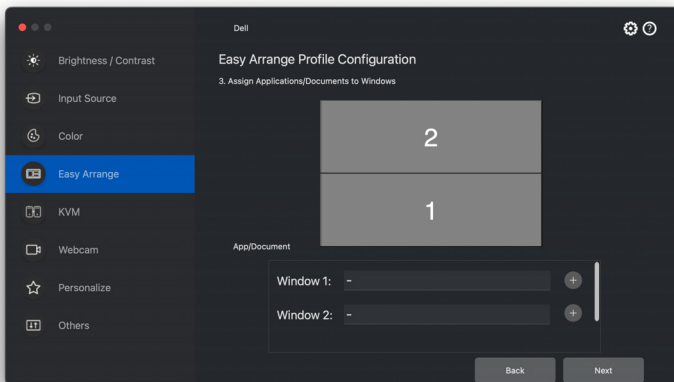 Dell
Brightness / Contrast
Input Source
Color
Easy Arrange
KVM
Webcam
Personalize
Others
Easy Arrange Profile Configuration
3. Assign Applications/Documents to Windows
2
1
App/Document
Window 1: -
Window 2: -
Back
Next